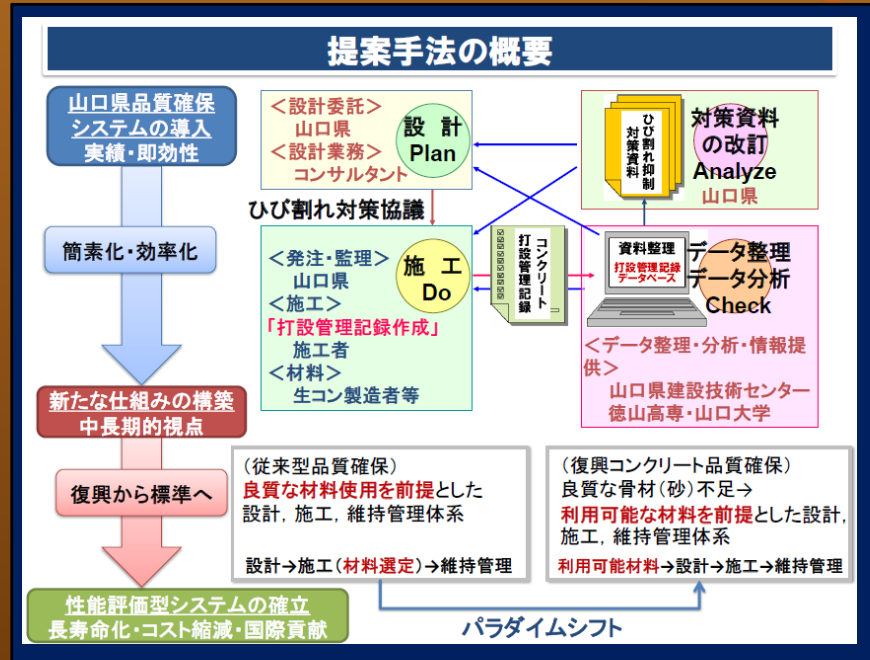 提案手法の概要
山口県品質確保
システムの導入
実績・即効性
簡素化・効率化
新たな仕組みの構築
中長期的視点
復興から標準へ
性能評価型システムの確立
長寿命化・コスト縮減・国際貢献
＜設計委託＞
山口県
＜設計業務＞
コンサルタント
設 計
Plan
ひび割れ対策協議
＜発注・監理＞
山口県
＜施工＞
「打設管理記録作成」
施工者
＜材料＞
生コン製造者等
施 工
Do
コンクリート
打設管理記録
ひび割れ抑制
対策資料
対策資料
の改訂
Analyze
山口県
資料整理
打設管理記録
データベース
データ整理
データ分析
Check
＜データ整理・分析・情報提
供＞
山口県建設技術センター
徳山高専・山口大学
（従来型品質確保）
良質な材料使用を前提とした
設計，施工，維持管理体系
設計→施工（材料選定）→維持管理
（復興コンクリート品質確保）
良質な骨材（砂）不足→
利用可能な材料を前提とした設計，
施工，維持管理体系
利用可能材料→設計→施工→維持管理
パラダイムシフト